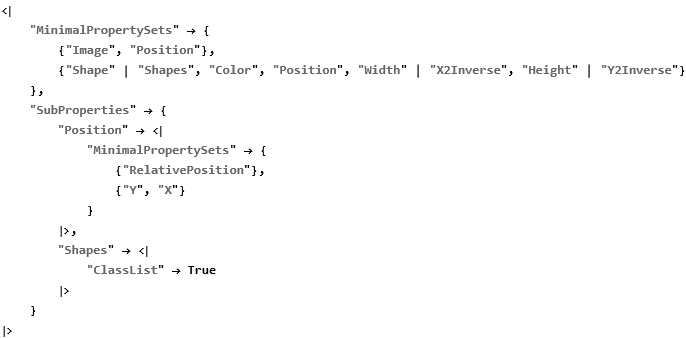 <|
"MinimalPropertySets" → {
{"Image", "Position"},
{"Shape" | "Shapes", "Color", "Position", "Width" | "X2Inverse", "Height" | "Y2Inverse"}
},
"SubProperties" → {
"Position" → <|
"MinimalPropertySets" → {
{"RelativePosition"},
{"Y", "X"}
}
|>,
"Shapes" → <|
"ClassList" → True
|>
}
|>